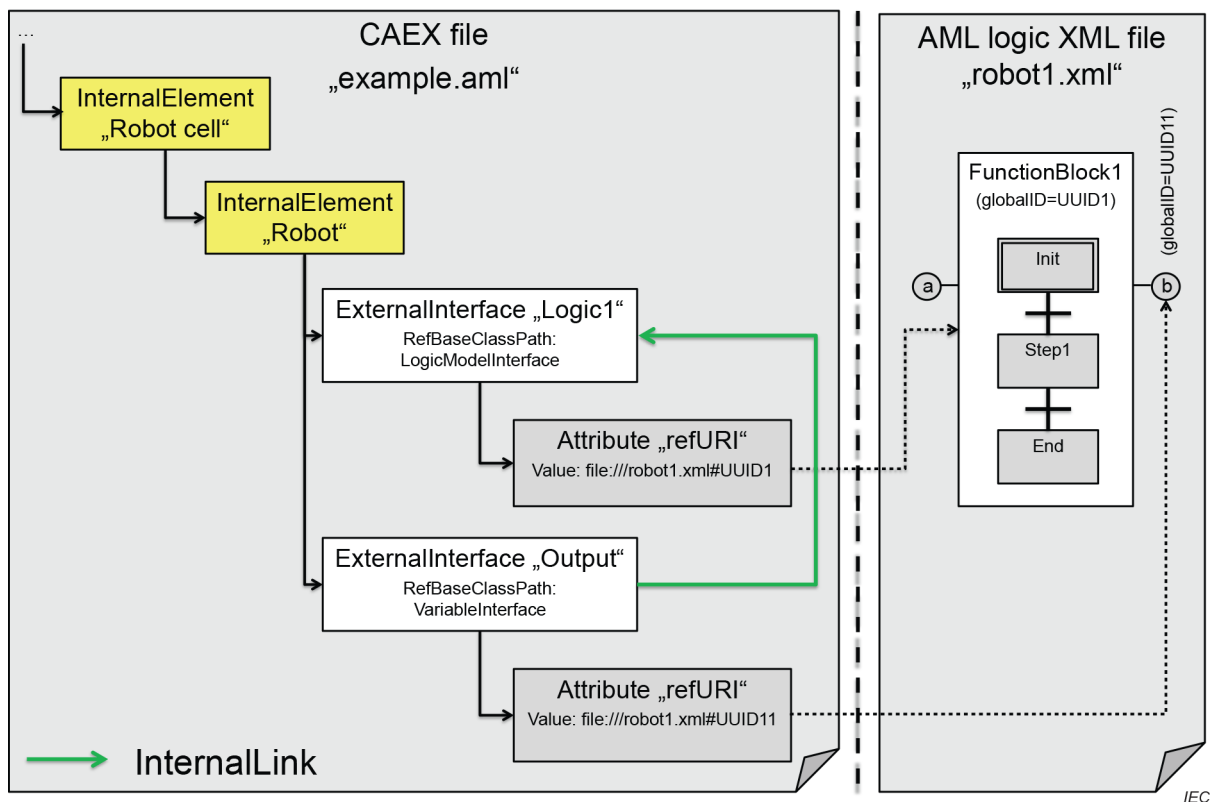 ...
CAEX file
„example.aml“
InternalElement
„Robot cell“
InternalElement
„Robot“
ExternalInterface „Logic1“
RefBaseClassPath:
LogicModelInterface
Attribute „refURI“
Value: file:///robot1.xml#UUID1
ExternalInterface „Output“
RefBaseClassPath:
VariableInterface
Attribute „refURI“
Value: file:///robot1.xml#UUID11
InternalLink
AML logic XML file
„robot1.xml“
(globalID=UUID11)
FunctionBlock1
(globalID=UUID1)
Init
a
b
Step1
End
IEC